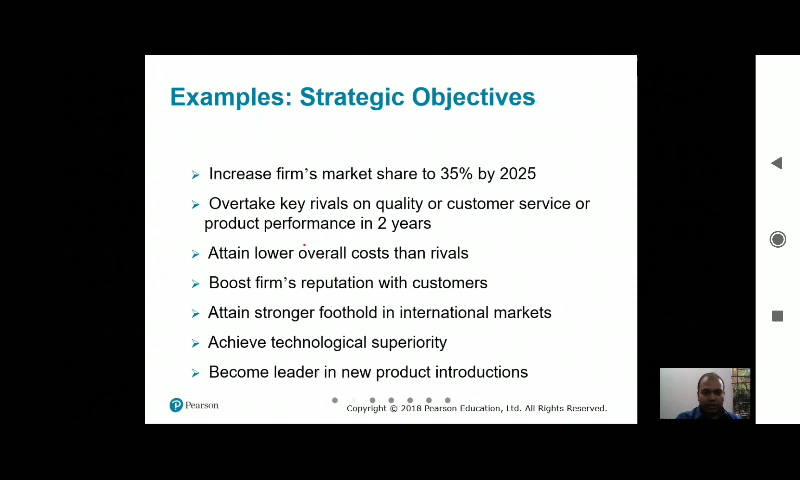 Examples: Strategic Objectives
➢ Increase firm's market share to 35% by 2025
➢ Overtake key rivals on quality or customer service or
product performance in 2 years
➢ Attain lower overall costs than rivals
➢ Boost firm's reputation with customers
➢ Attain stronger foothold in international markets
➢ Achieve technological superiority
➢ Become leader in new product introductions
P Pearson
Copyright © 2018 Pearson Education, Ltd. All Rights Reserved.